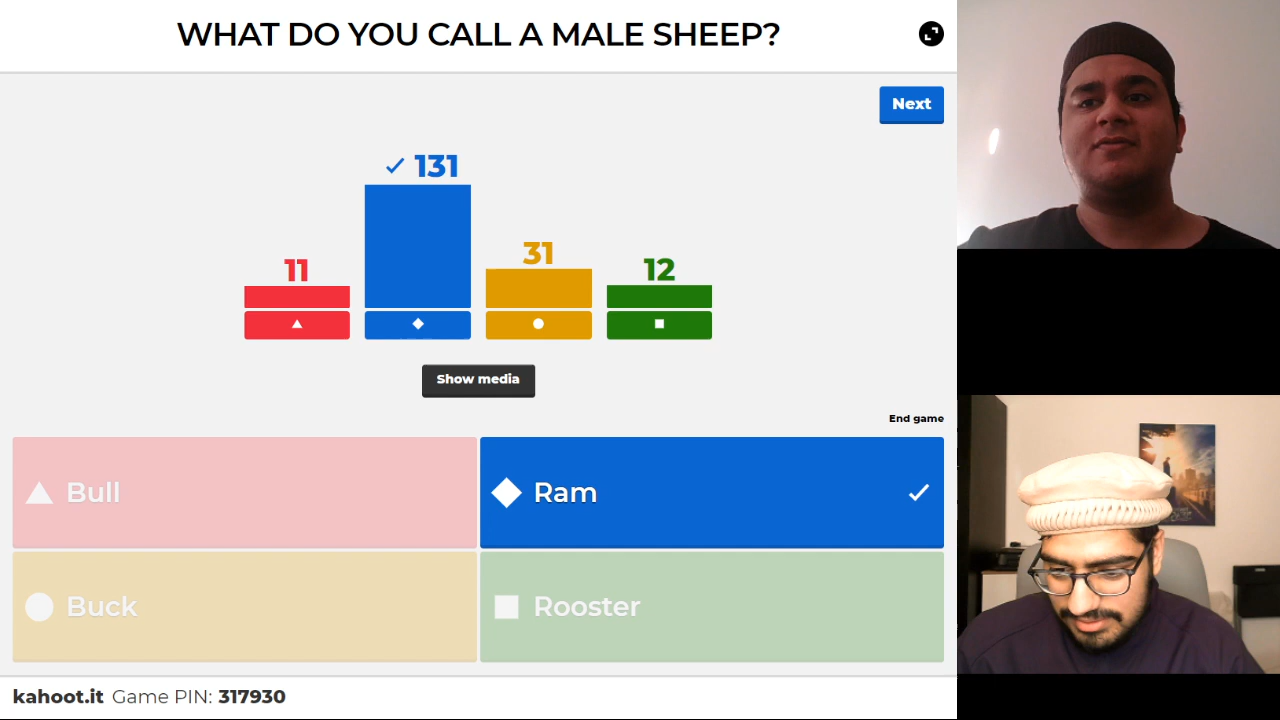 WHAT DO YOU CALL A MALE SHEEP?
Next
131
31
11
12
Show media
End game
Bull
Ram
Buck
Rooster
kahoot.it Game PIN: 317930